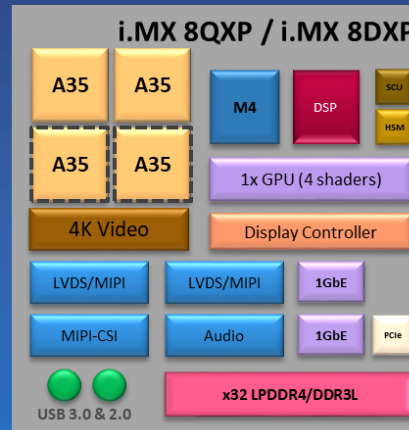 i.MX 8QXP / i.MX 8DXP
A35 A35
M4 DSP SCU
HSM
A35 A35
1x GPU (4 shaders)
4K Video Display Controller
LVDS/MIPI LVDS/MIPI 1GbE
MIPI-CSI Audio 1GbE PCIe
x32 LPDDR4/DDR3L
USB 3.0 & 2.0